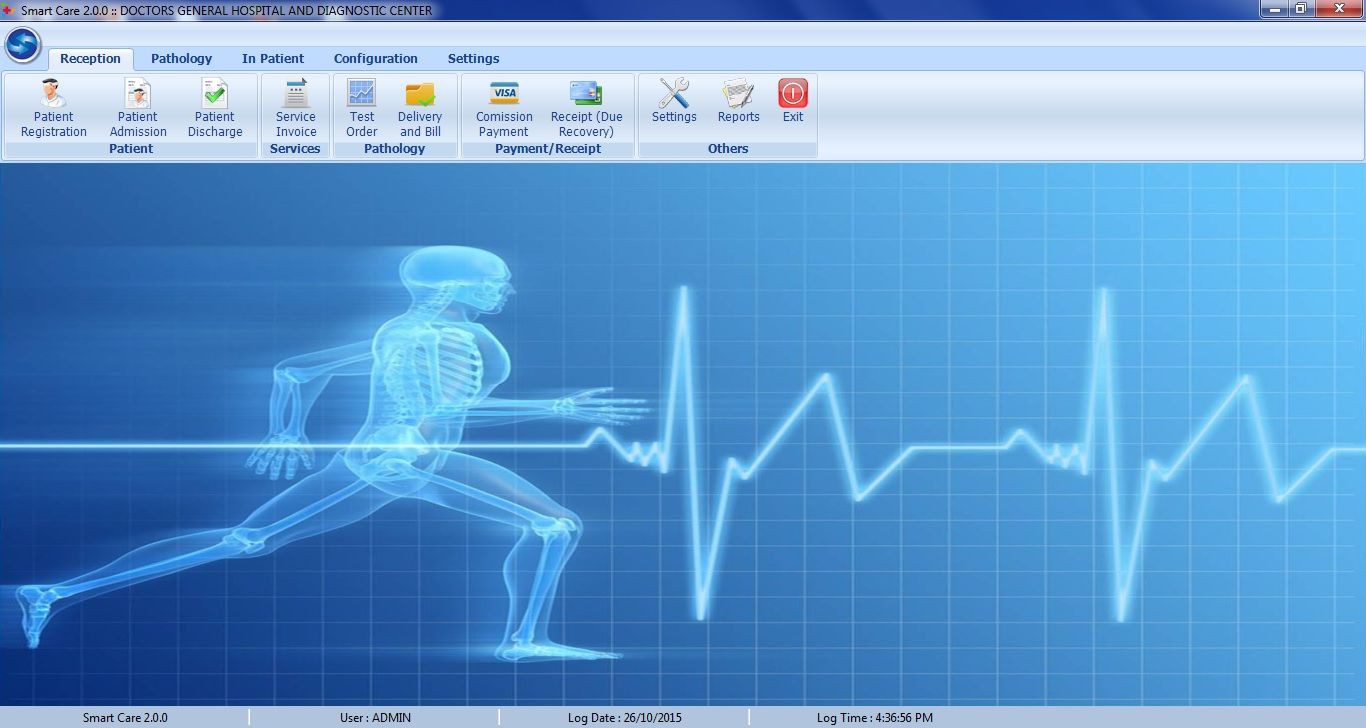 Smart Care 2.0.0 :: DOCTORS GENERAL HOSPITAL AND DIAGNOSTIC CENTER
Reception Pathology In Patient Configuration Settings
Patient Patient Patient Service Test Delivery VISA Comission Receipt (Due Settings Reports Exit
Registration Admission Discharge Invoice Order and Bill Payment Recovery)
Patient Services Pathology Payment/Receipt Others
Smart Care 2.0.0 User : ADMIN Log Date : 26/10/2015 Log Time : 4:36:56 PM